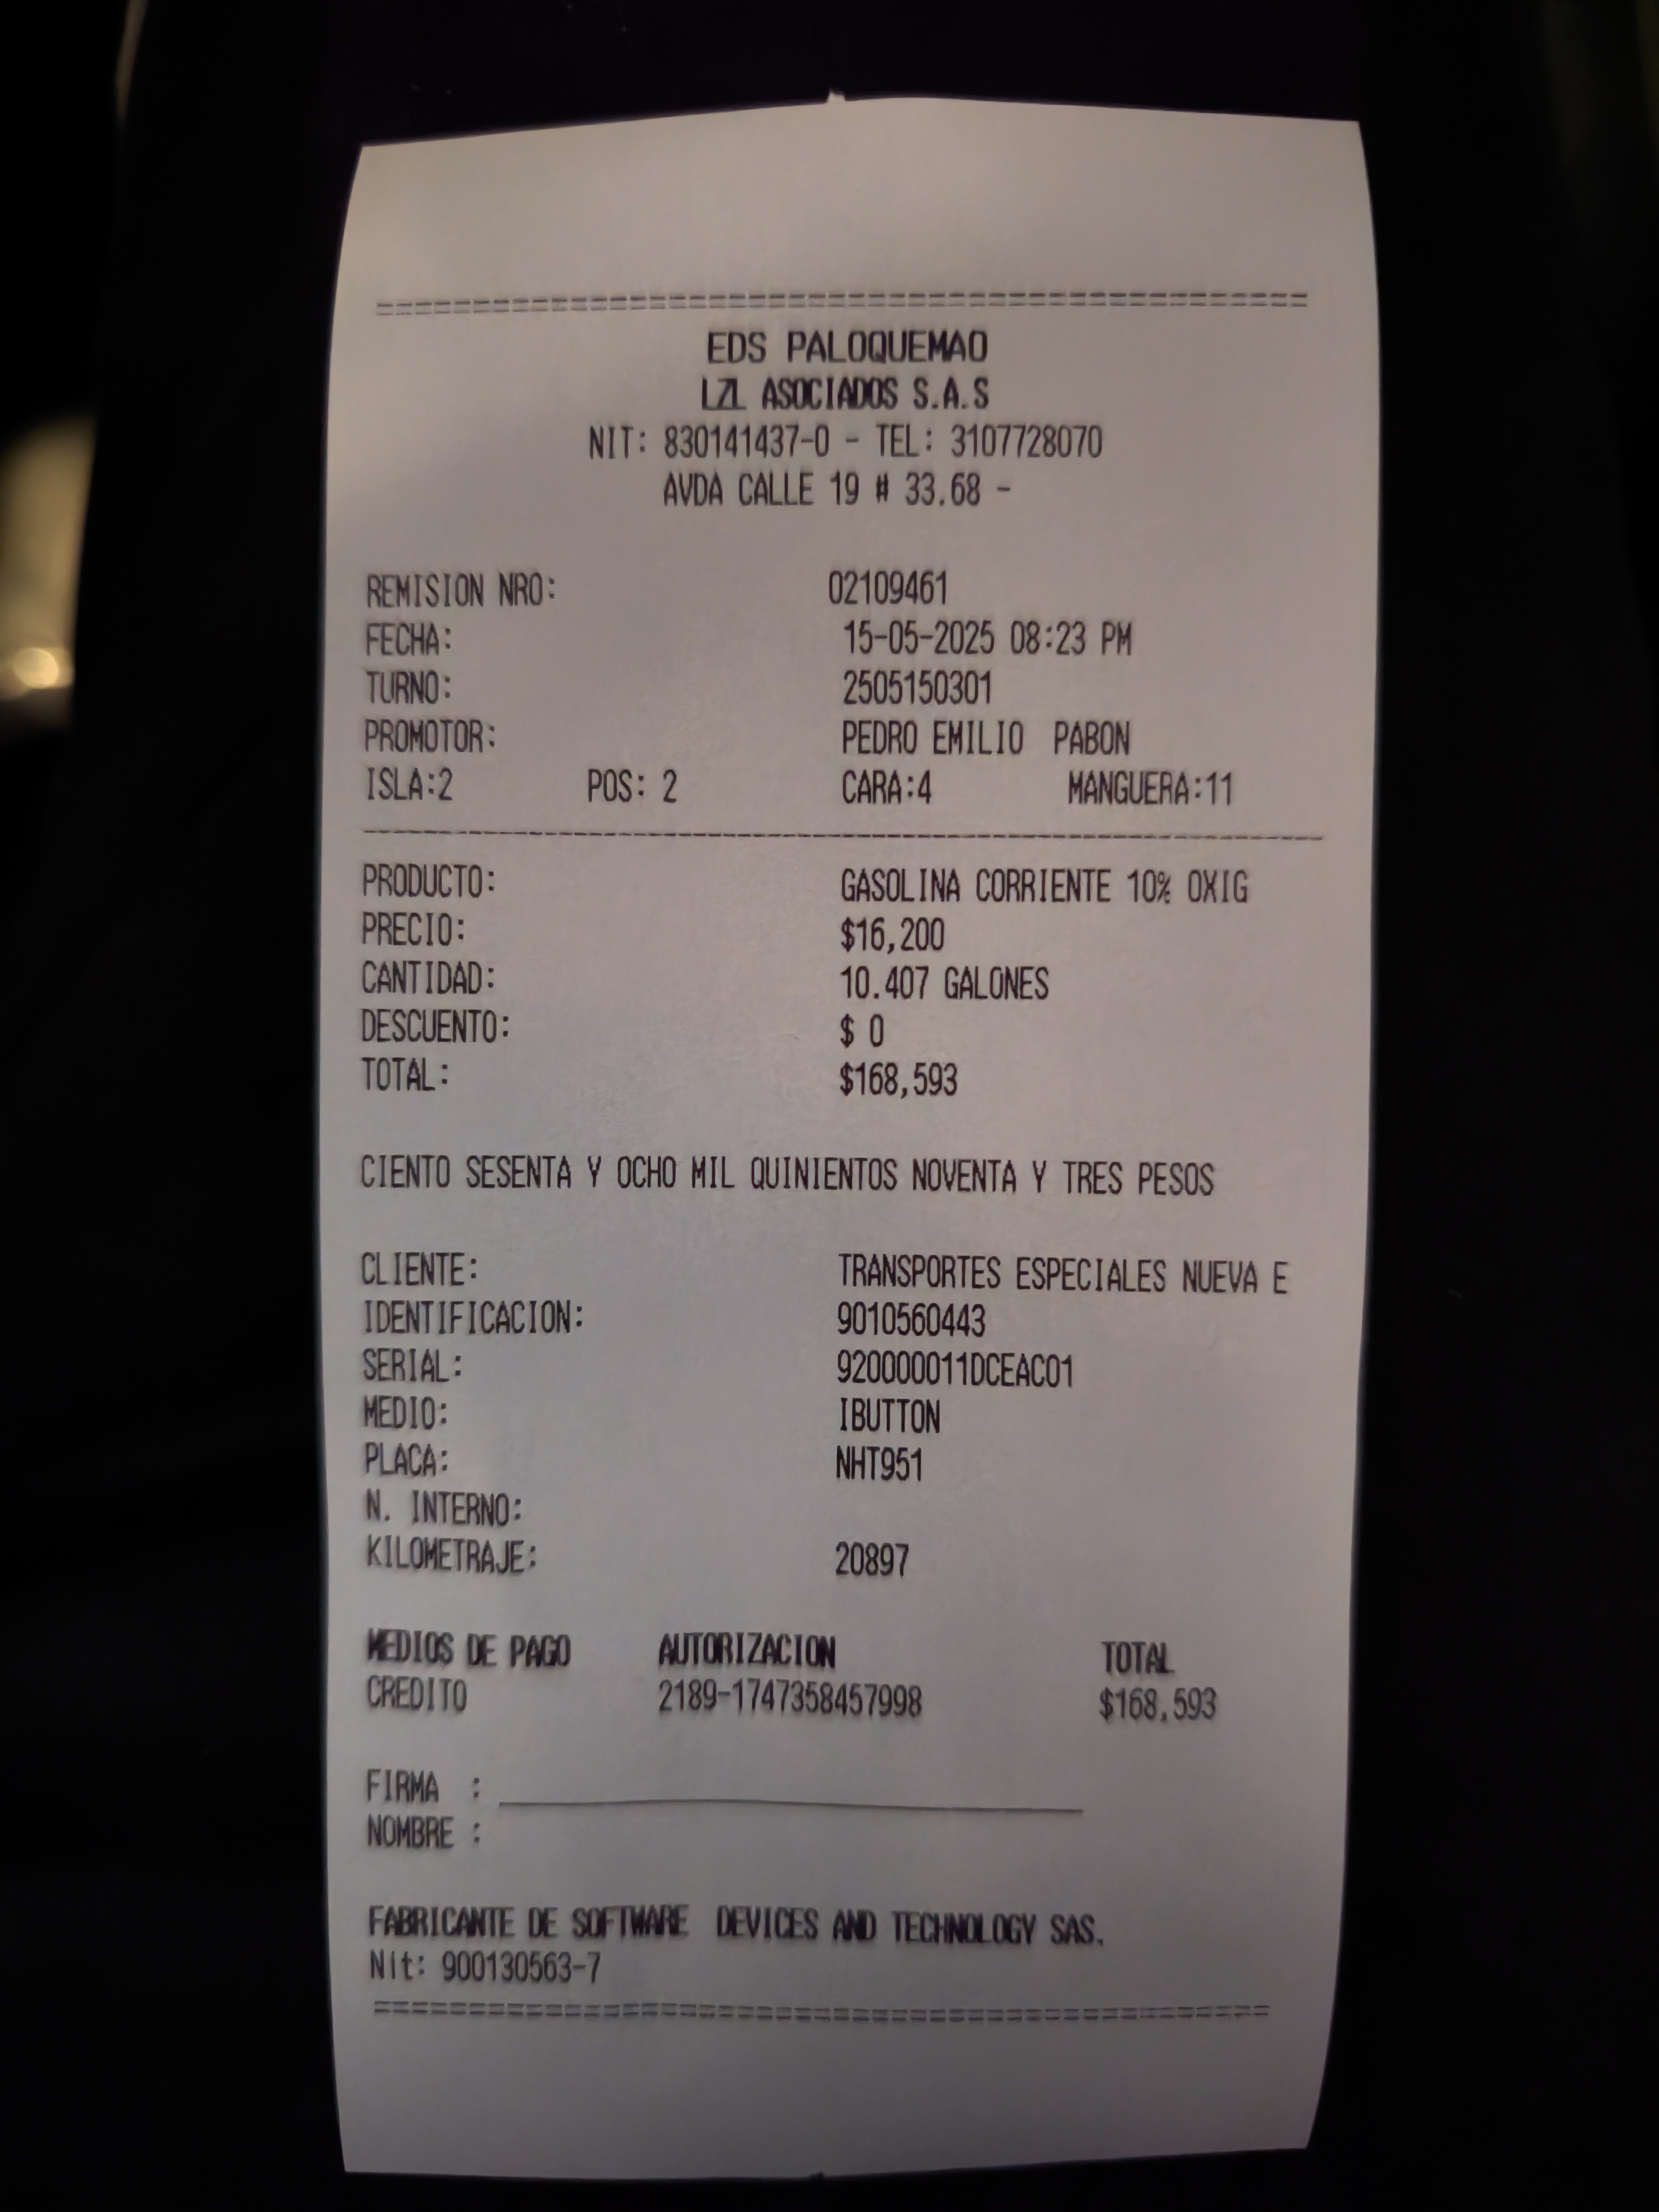 ==================================================
EDS PALOQUEMAO
LZL ASOCIADOS S.A.S
NIT: 830141437-0 - TEL: 3107728070
AVDA CALLE 19 # 33.68 -
REMISION NRO: 02109461
FECHA: 15-05-2025 08:23 PM
TURNO: 2505150301
PROMOTOR: PEDRO EMILIO  PABON
ISLA:2 POS: 2 CARA:4 MANGUERA:11
--------------------------------------------------
PRODUCTO: GASOLINA CORRIENTE 10% OXIG
PRECIO: $16,200
CANTIDAD: 10.407 GALONES
DESCUENTO: $ 0
TOTAL: $168,593
CIENTO SESENTA Y OCHO MIL QUINIENTOS NOVENTA Y TRES PESOS
CLIENTE: TRANSPORTES ESPECIALES NUEVA E
IDENTIFICACION: 9010560443
SERIAL: 920000011DCEAC01
MEDIO: IBUTTON
PLACA: NHT951
N. INTERNO:
KILOMETRAJE: 20897
MEDIOS DE PAGO AUTORIZACION TOTAL
CREDITO 2189-1747358457998 $168,593
FIRMA : ______________________________
NOMBRE :
FABRICANTE DE SOFTWARE  DEVICES AND TECHNOLOGY SAS.
Nit: 900130563-7
==================================================